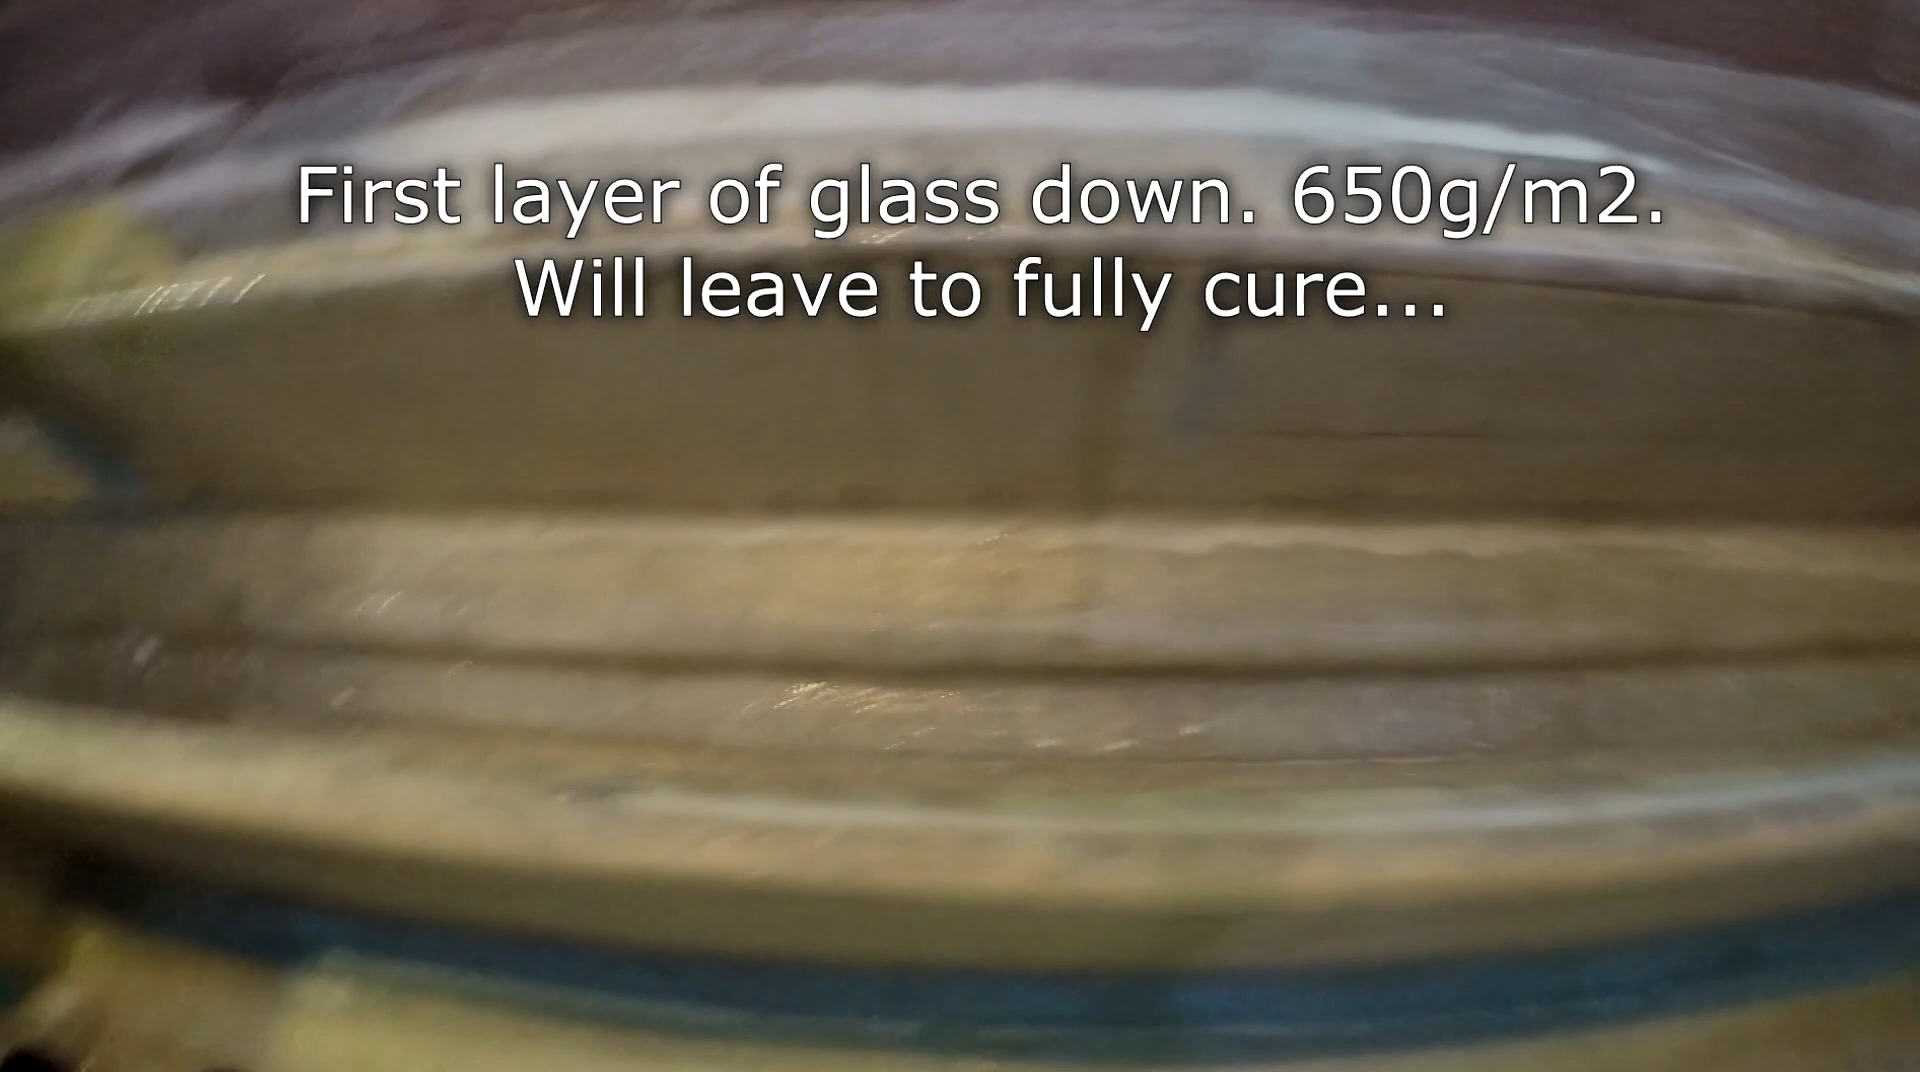 First layer of glass down. 650g/m2.
Will leave to fully cure...